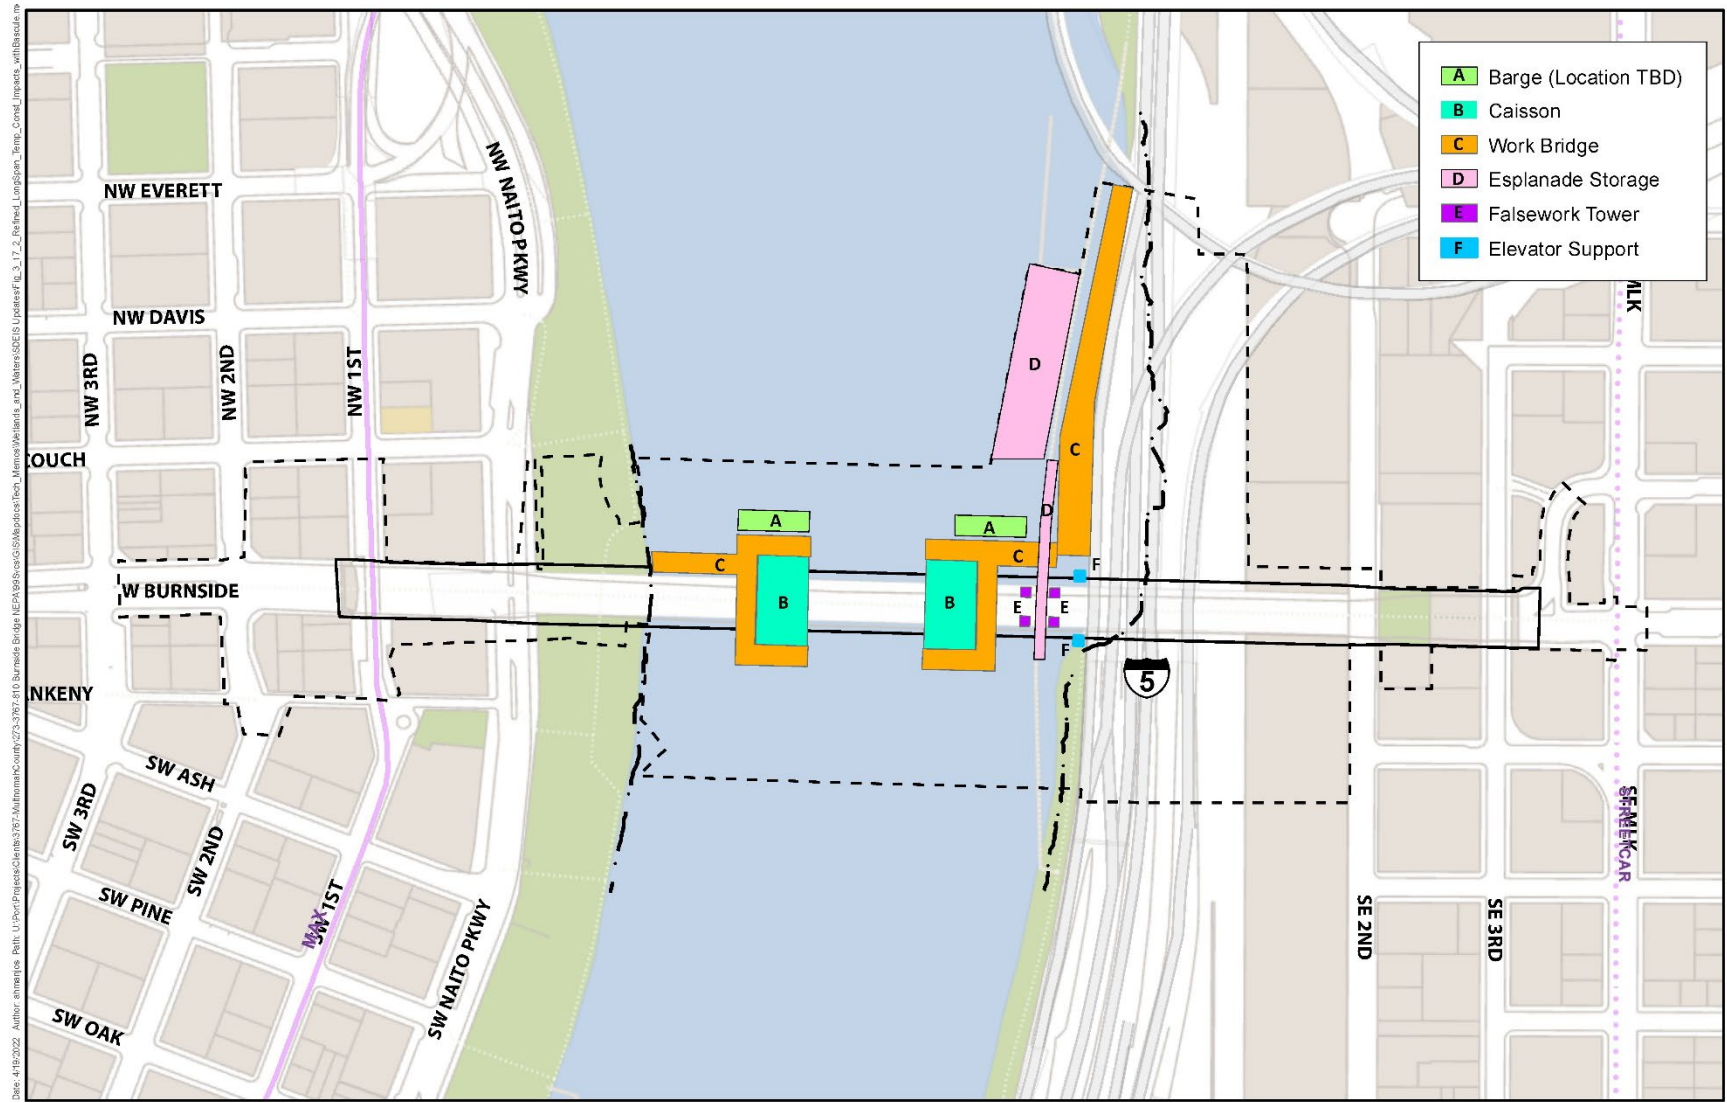 A Barge (Location TBD)
B Caisson
C Work Bridge
D Esplanade Storage
E Falsework Tower
F Elevator Support
NW EVERETT
NW NAITO PKWY
NW DAVIS
NW 3RD
NW 2ND
NW 1ST
MLK
COUCH
D
C
D
A
A
C
C
F
W BURNSIDE
B
B
E
E
F
5
ANKENY
SW ASH
SW 3RD
SW 2ND
SW PINE
SW 1ST
MAX
SW NAITO PKWY
SW OAK
SE MLK
STREETCAR
SE 2ND
SE 3RD